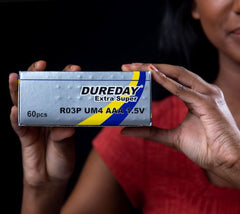 DUREDAY
Extra Super
R03P UM4 AAA 1.5V
60pcs